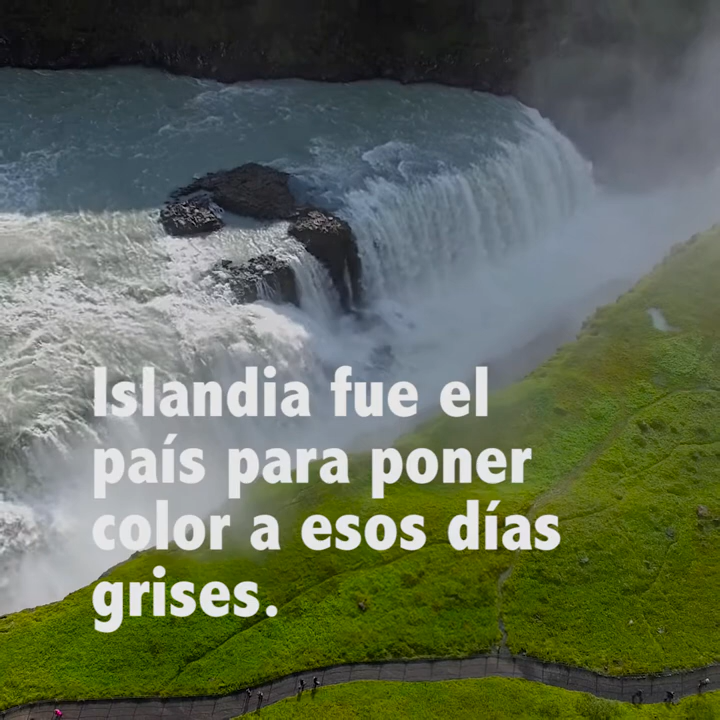 Islandia fue el
país para poner
color a esos días
grises.